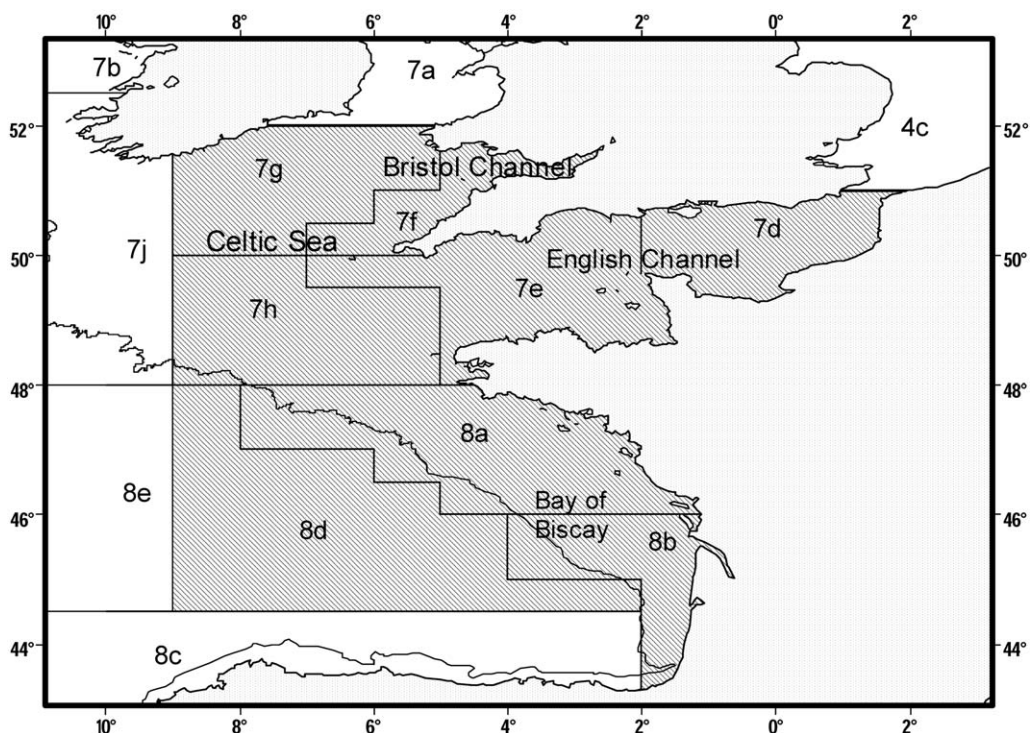 10° 8° 6° 4° 2° 0° 2°
7b
7a
52° 4c 52°
7g
Bristol Channel
7f
7d
Celtic Sea
7j
English Channel
50° 50°
7e
7h
48° 48°
8a
8e
Bay of
Biscay
46° 46°
8d
8b
44° 44°
8c
10° 8° 6° 4° 2° 0° 2°